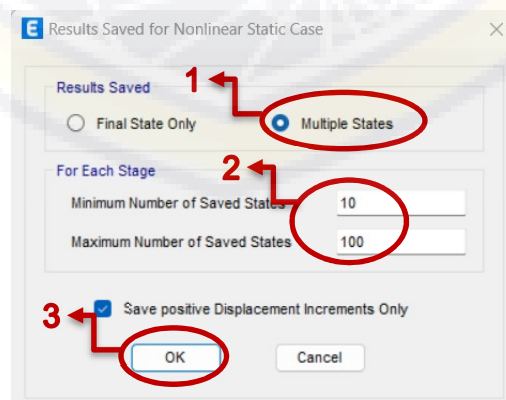 E Results Saved for Nonlinear Static Case
Results Saved
1
Final State Only Multiple States
For Each Stage
2
Minimum Number of Saved States 10
Maximum Number of Saved States 100
3
Save positive Displacement Increments Only
OK Cancel